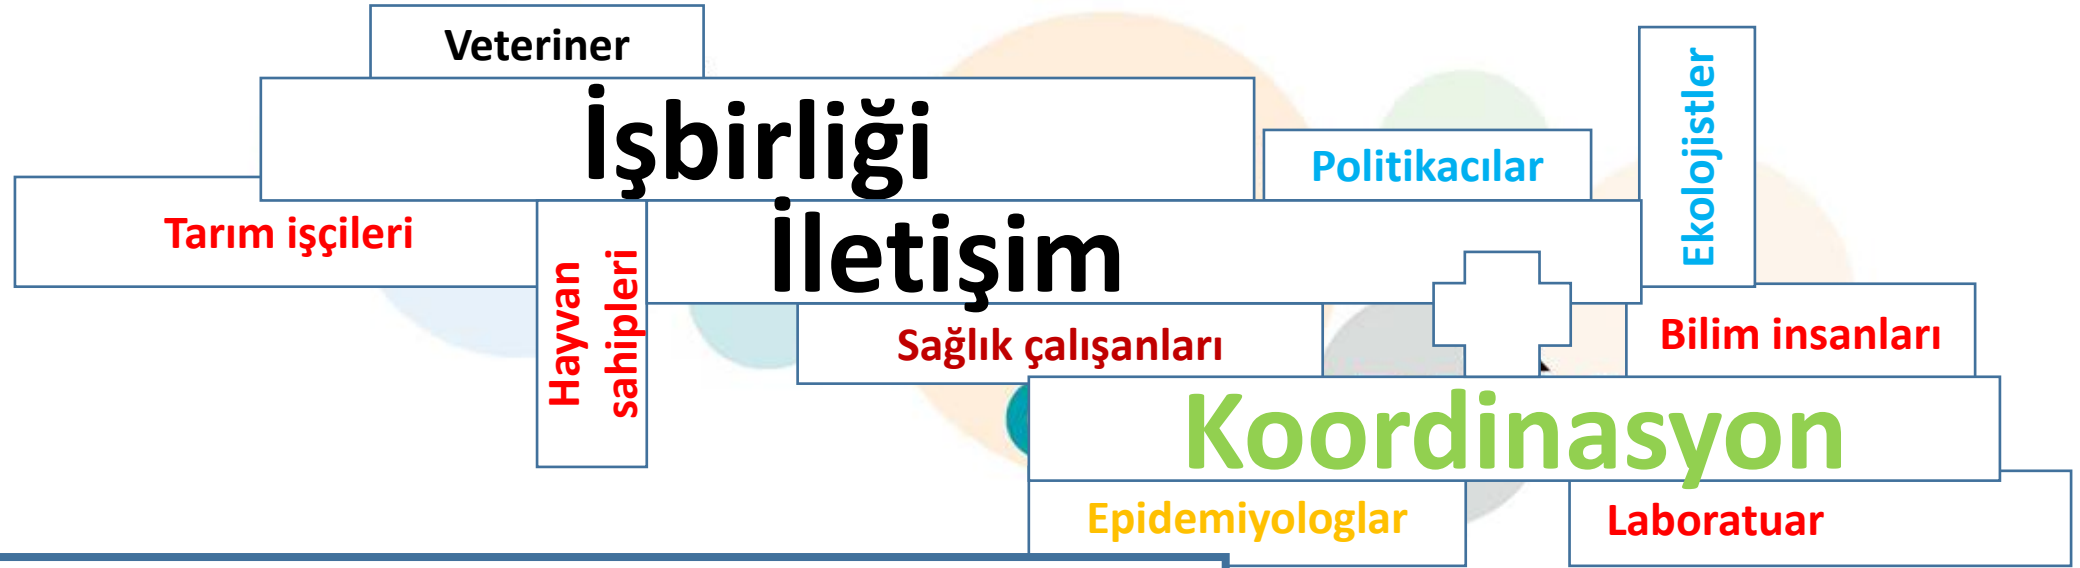 Veteriner
İşbirliği
Politikacılar
Ekolojistler
Tarım işçileri
İletişim
Hayvan
sahipleri
Sağlık çalışanları
Bilim insanları
Koordinasyon
Epidemiyologlar
Laboratuar